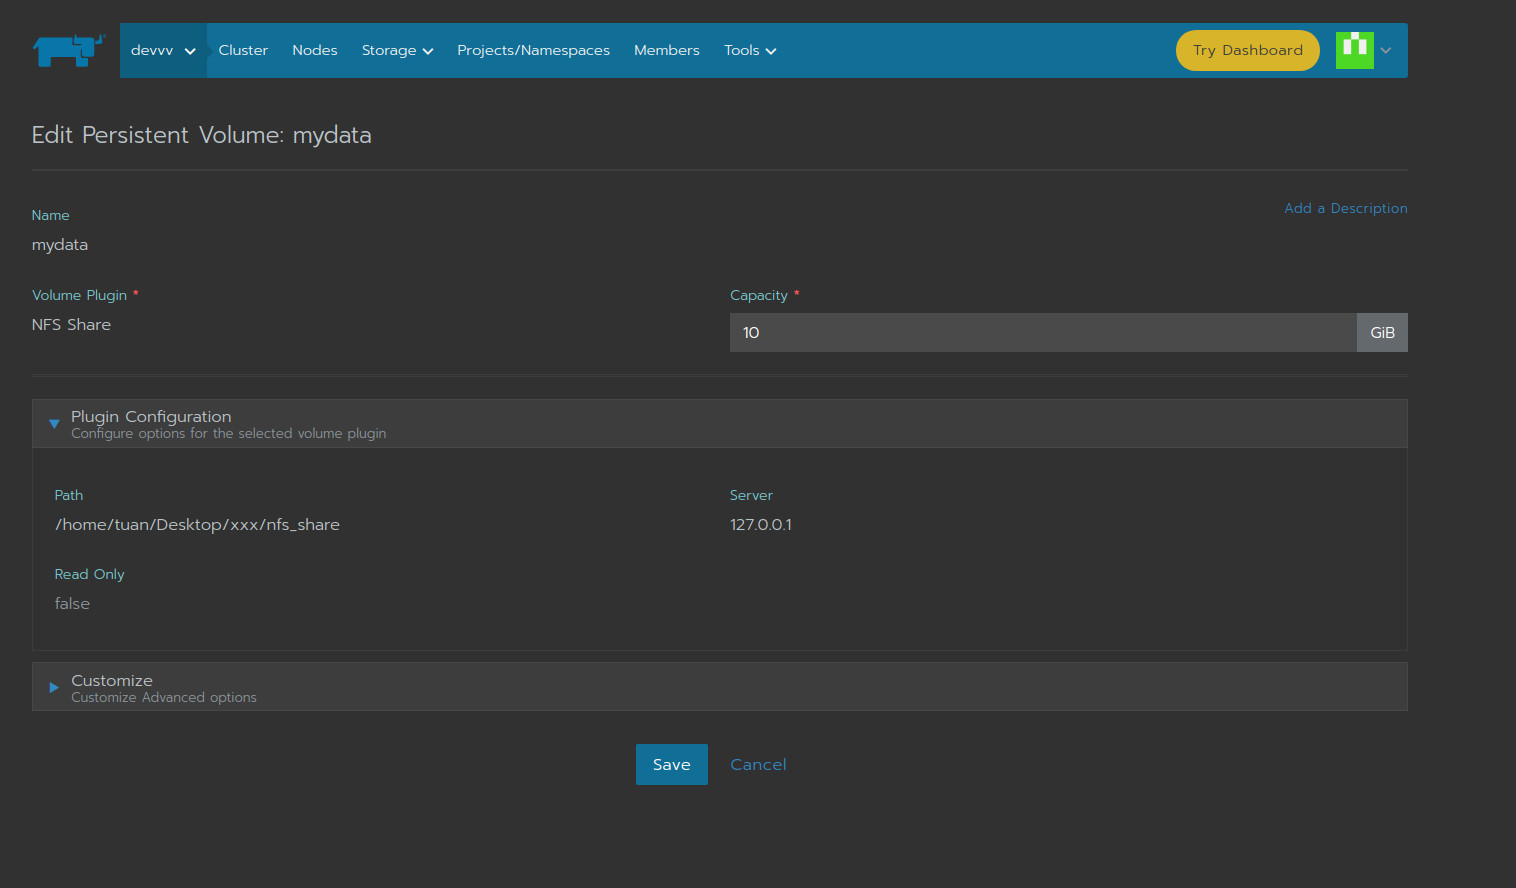 devvv Cluster Nodes Storage Projects/Namespaces Members Tools Try Dashboard
Edit Persistent Volume: mydata
Name Add a Description
mydata
Volume Plugin * Capacity *
NFS Share 10 GiB
Plugin Configuration
Configure options for the selected volume plugin
Path Server
/home/tuan/Desktop/xxx/nfs_share 127.0.0.1
Read Only
false
Customize
Customize Advanced options
Save Cancel